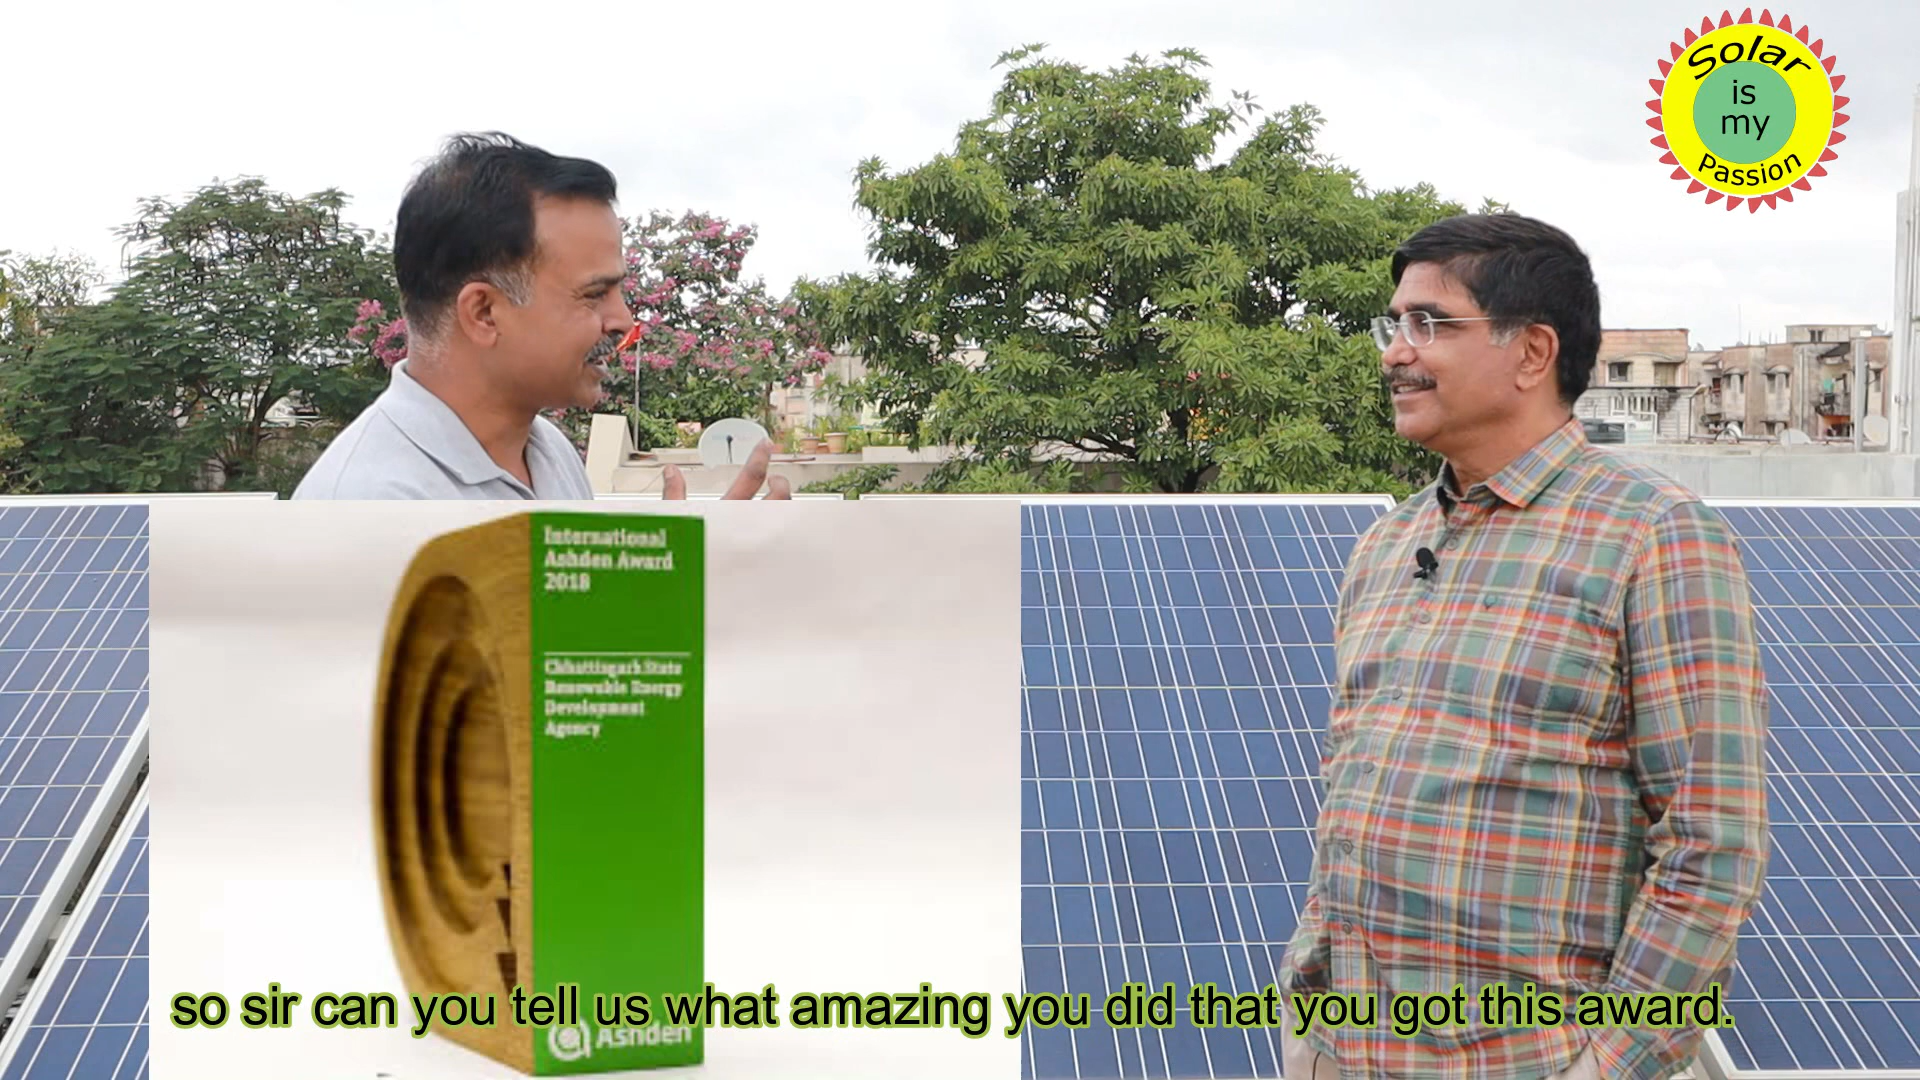 Solar
is
my
Passion
International
Ashden Award
2018
Chhattisgarh State
Renewable Energy
Development
Agency
so sir can you tell us what amazing you did that you got this award.
Ashden